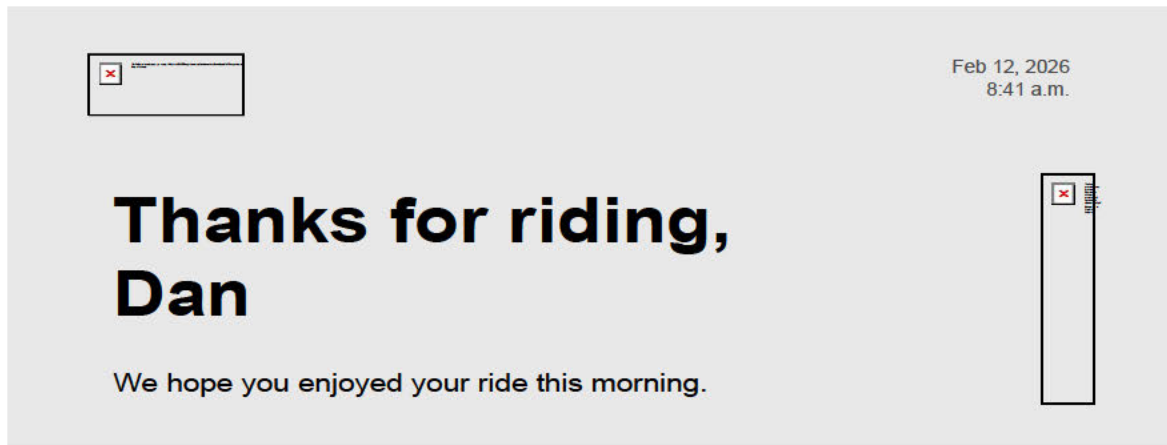 Feb 12, 2026
8:41 a.m.
Thanks for riding,
Dan
We hope you enjoyed your ride this morning.